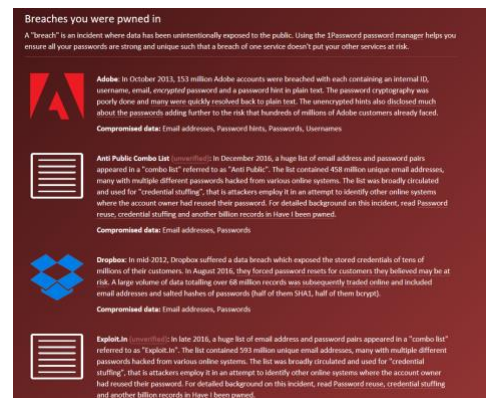 Breaches you were pwned in
A "breach" is an incident where data has been unintentionally exposed to the public. Using the 1Password password manager helps you
ensure all your passwords are strong and unique such that a breach of one service doesn't put your other services at risk.
Adobe: In October 2013, 153 million Adobe accounts were breached with each containing an internal ID,
username, email, encrypted password and a password hint in plain text. The password cryptography was
poorly done and many were quickly resolved back to plain text. The unencrypted hints also disclosed much
about the passwords adding further to the risk that hundreds of millions of Adobe customers already faced.
Compromised data: Email addresses, Password hints, Passwords, Usernames
Anti Public Combo List (unverified): In December 2016, a huge list of email address and password pairs
appeared in a "combo list" referred to as "Anti Public". The list contained 458 million unique email addresses,
many with multiple different passwords hacked from various online systems. The list was broadly circulated
and used for "credential stuffing", that is attackers employ it in an attempt to identify other online systems
where the account owner had reused their password. For detailed background on this incident, read Password
reuse, credential stuffing and another billion records in Have I been pwned.
Compromised data: Email addresses, Passwords
Dropbox: In mid-2012, Dropbox suffered a data breach which exposed the stored credentials of tens of
millions of their customers. In August 2016, they forced password resets for customers they believed may be at
risk. A large volume of data totalling over 68 million records was subsequently traded online and included
email addresses and salted hashes of passwords (half of them SHA1, half of them bcrypt).
Compromised data: Email addresses, Passwords
Exploit.In (unverified): In late 2016, a huge list of email address and password pairs appeared in a "combo list"
referred to as "Exploit.In". The list contained 593 million unique email addresses, many with multiple different
passwords hacked from various online systems. The list was broadly circulated and used for "credential
stuffing", that is attackers employ it in an attempt to identify other online systems where the account owner
had reused their password. For detailed background on this incident, read Password reuse, credential stuffing
and another billion records in Have I been pwned.